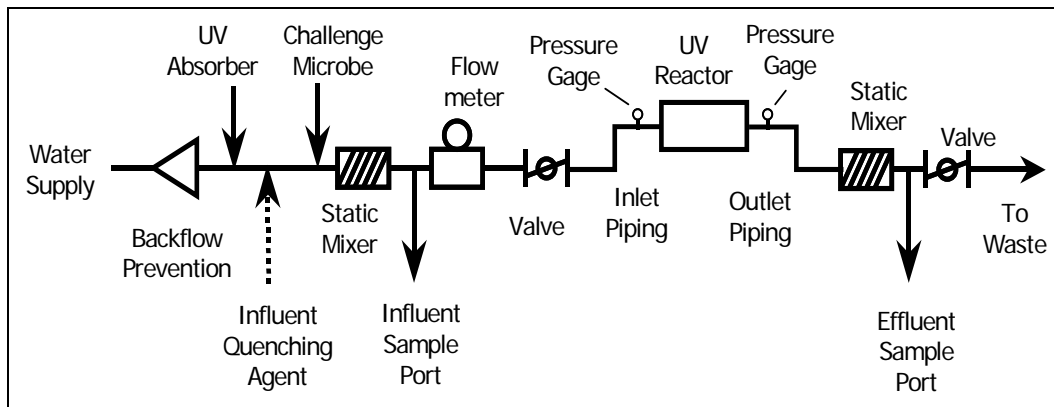 UV
Absorber
Challenge
Microbe
Flow
meter
Pressure
Gage
UV
Reactor
Pressure
Gage
Static
Mixer
Valve
Water
Supply
Backflow
Prevention
Static
Mixer
Valve
Inlet
Piping
Outlet
Piping
To
Waste
Influent
Quenching
Agent
Influent
Sample
Port
Effluent
Sample
Port